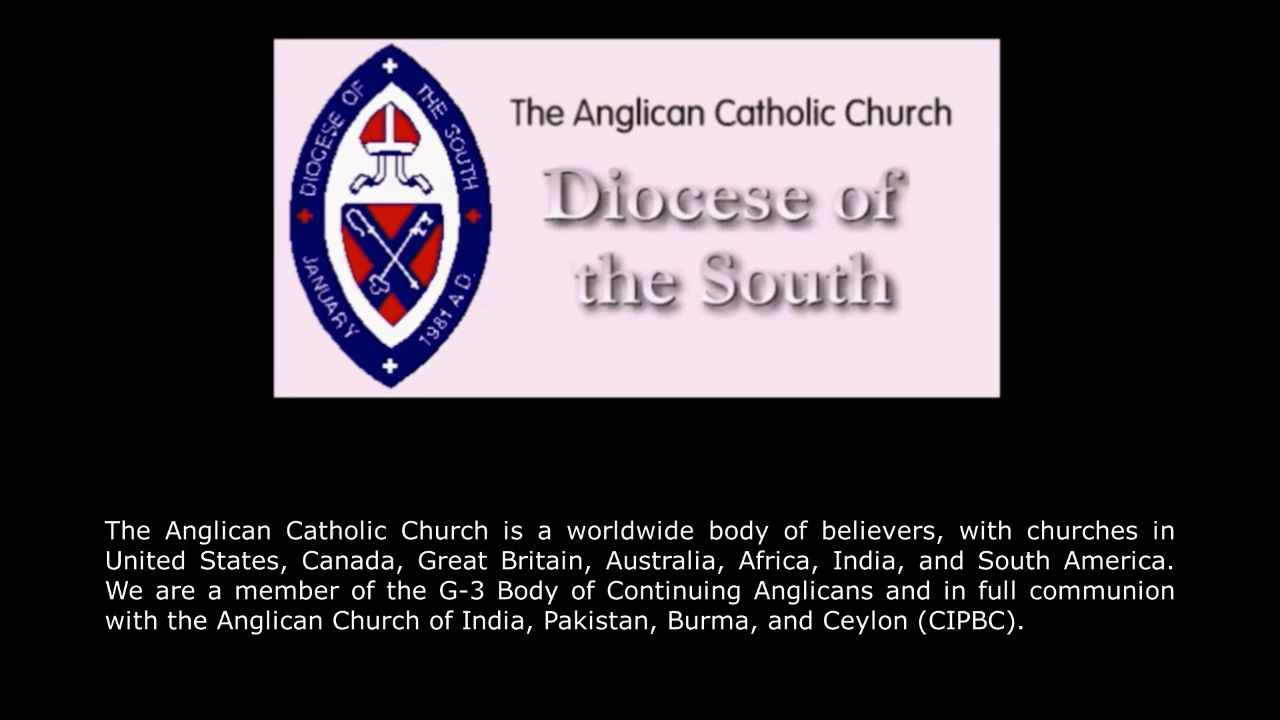 DIOCESE OF THE SOUTH
JANUARY 1981 A.D.
The Anglican Catholic Church
Diocese of
the South
The Anglican Catholic Church is a worldwide body of believers, with churches in
United States, Canada, Great Britain, Australia, Africa, India, and South America.
We are a member of the G-3 Body of Continuing Anglicans and in full communion
with the Anglican Church of India, Pakistan, Burma, and Ceylon (CIPBC).